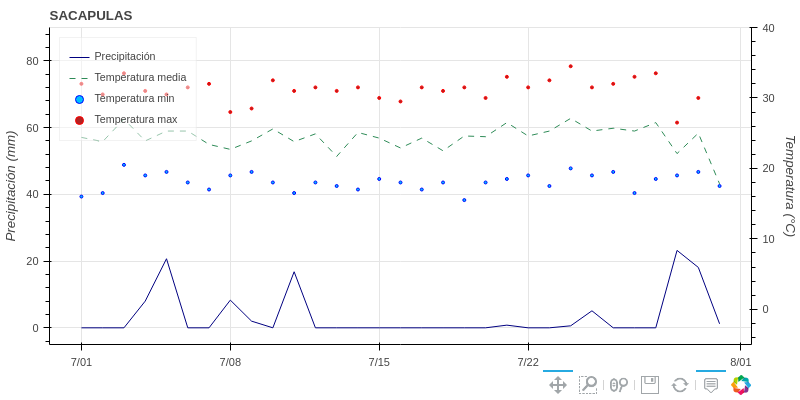 SACAPULAS
Precipitación
Temperatura media
Temperatura min
Temperatura max
80
60
40
20
0
Precipitación (mm)
40
30
20
10
0
Temperatura (°C)
7/01
7/08
7/15
7/22
8/01